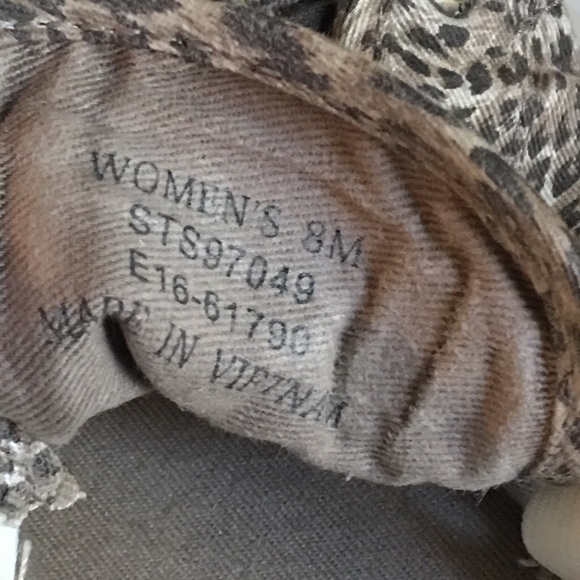 WOMEN'S 8M
STS97049
E16-61790
MADE IN VIETNAM